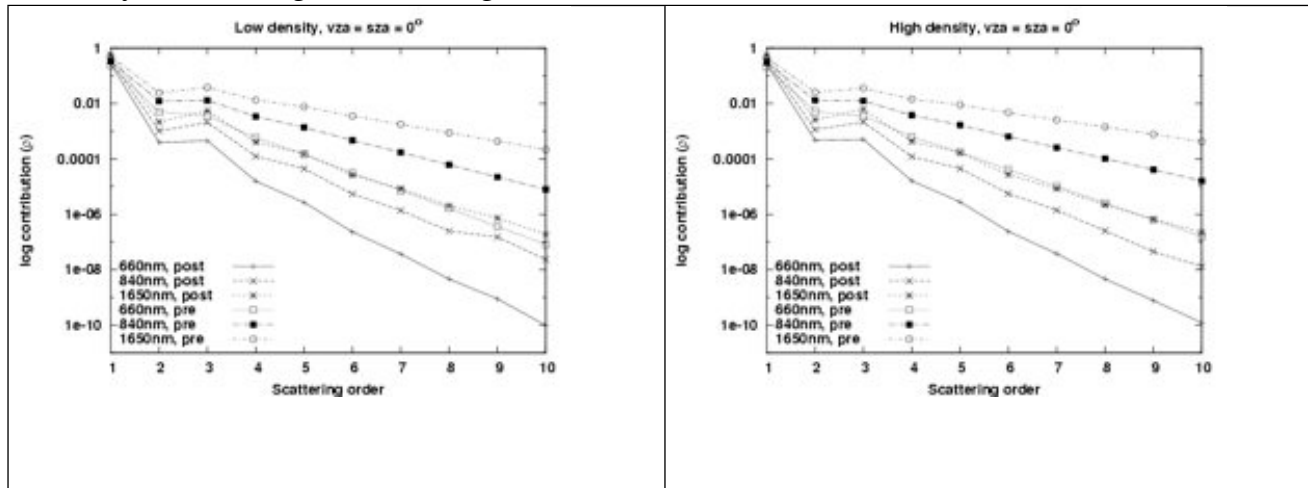 Low density, vza = sza = 0°
log contribution (ρ)
1
0.01
0.0001
1e-06
1e-08
1e-10
660nm, post
840nm, post
1650nm, post
660nm, pre
840nm, pre
1650nm, pre
1 2 3 4 5 6 7 8 9 10
Scattering order
High density, vza = sza = 0°
log contribution (ρ)
1
0.01
0.0001
1e-06
1e-08
1e-10
660nm, post
840nm, post
1650nm, post
660nm, pre
840nm, pre
1650nm, pre
1 2 3 4 5 6 7 8 9 10
Scattering order